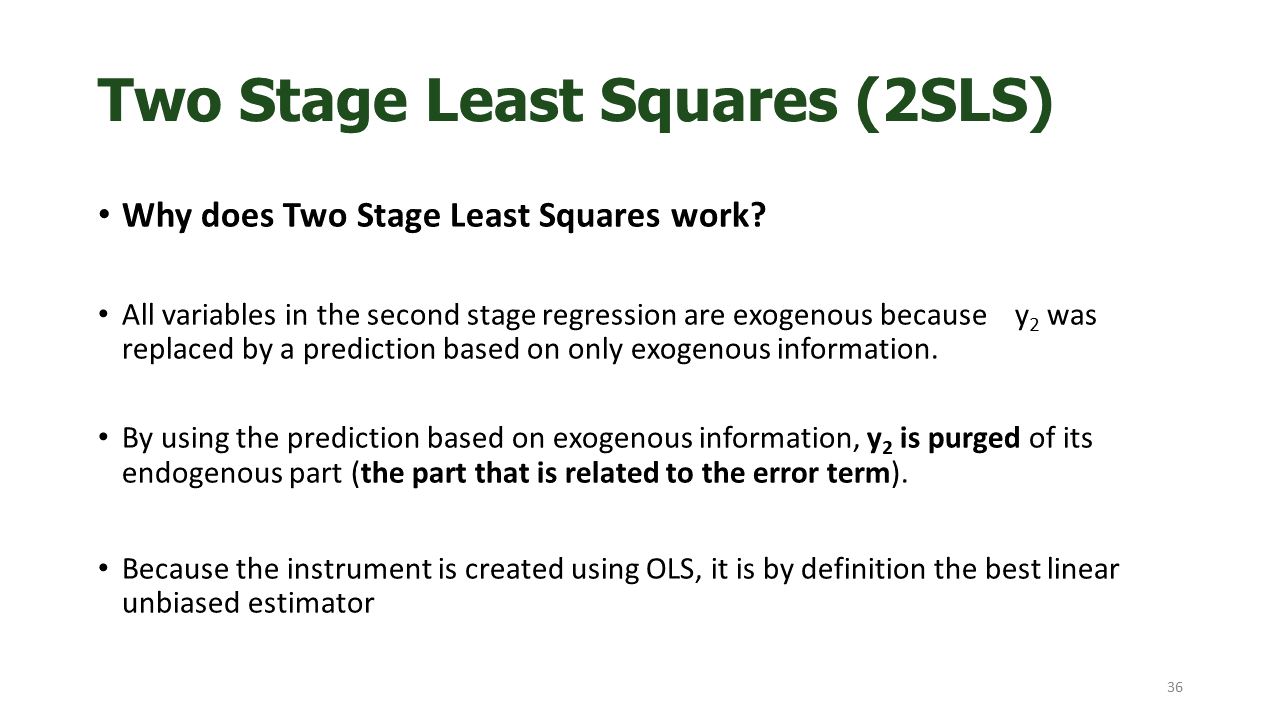 Two Stage Least Squares (2SLS)
• Why does Two Stage Least Squares work?
• All variables in the second stage regression are exogenous because y₂ was
replaced by a prediction based on only exogenous information.
• By using the prediction based on exogenous information, y₂ is purged of its
endogenous part (the part that is related to the error term).
• Because the instrument is created using OLS, it is by definition the best linear
unbiased estimator
36